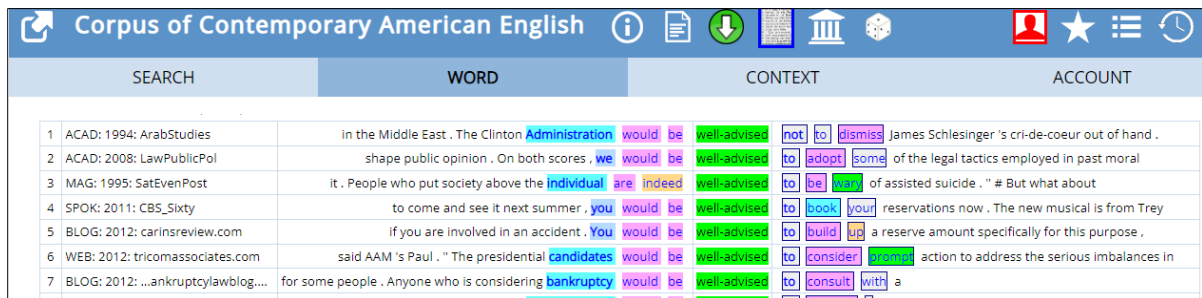 Corpus of Contemporary American English
SEARCH WORD CONTEXT ACCOUNT
1 ACAD: 1994: ArabStudies in the Middle East . The Clinton Administration would be well-advised not to dismiss James Schlesinger 's cri-de-coeur out of hand .
2 ACAD: 2008: LawPublicPol shape public opinion . On both scores , we would be well-advised to adopt some of the legal tactics employed in past moral
3 MAG: 1995: SatEvenPost it . People who put society above the individual are indeed well-advised to be wary of assisted suicide . " # But what about
4 SPOK: 2011: CBS_Sixty to come and see it next summer , you would be well-advised to book your reservations now . The new musical is from Trey
5 BLOG: 2012: carinsreview.com if you are involved in an accident . You would be well-advised to build up a reserve amount specifically for this purpose ,
6 WEB: 2012: tricomassociates.com said AAM 's Paul . " The presidential candidates would be well-advised to consider prompt action to address the serious imbalances in
7 BLOG: 2012: ...ankruptcylawblog.... for some people . Anyone who is considering bankruptcy would be well-advised to consult with a